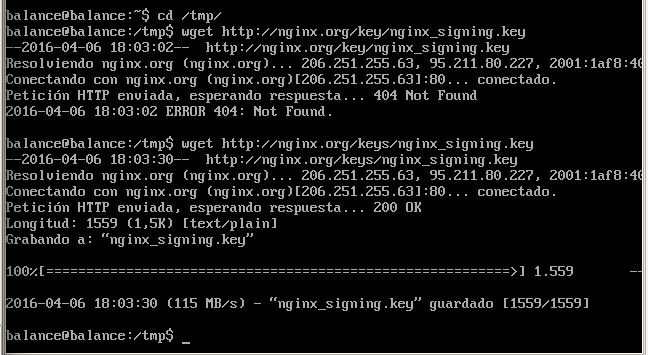 balance@balance:~$ cd /tmp/
balance@balance:/tmp$ wget http://nginx.org/key/nginx_signing.key
--2016-04-06 18:03:02--  http://nginx.org/key/nginx_signing.key
Resolviendo nginx.org (nginx.org)... 206.251.255.63, 95.211.80.227, 2001:1af8:40
Conectando con nginx.org (nginx.org)[206.251.255.63]:80... conectado.
Petición HTTP enviada, esperando respuesta... 404 Not Found
2016-04-06 18:03:02 ERROR 404: Not Found.
balance@balance:/tmp$ wget http://nginx.org/keys/nginx_signing.key
--2016-04-06 18:03:30--  http://nginx.org/keys/nginx_signing.key
Resolviendo nginx.org (nginx.org)... 206.251.255.63, 95.211.80.227, 2001:1af8:40
Conectando con nginx.org (nginx.org)[206.251.255.63]:80... conectado.
Petición HTTP enviada, esperando respuesta... 200 OK
Longitud: 1559 (1,5K) [text/plain]
Grabando a: “nginx_signing.key”
100%[==========================================================>] 1.559       --
2016-04-06 18:03:30 (115 MB/s) - “nginx_signing.key” guardado [1559/1559]
balance@balance:/tmp$ _